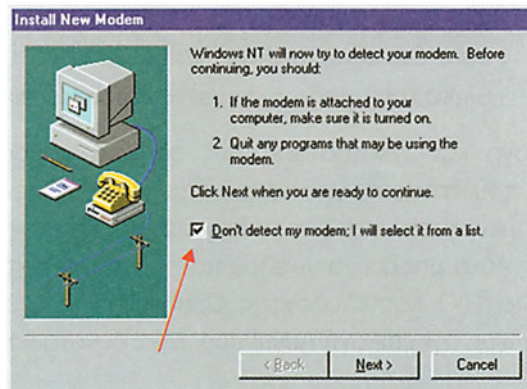 Install New Modem
Windows NT will now try to detect your modem. Before
continuing, you should:
1. If the modem is attached to your
computer, make sure it is turned on.
2. Quit any programs that may be using the
modem.
Click Next when you are ready to continue.
Don't detect my modem; I will select it from a list.
< Back
Next >
Cancel